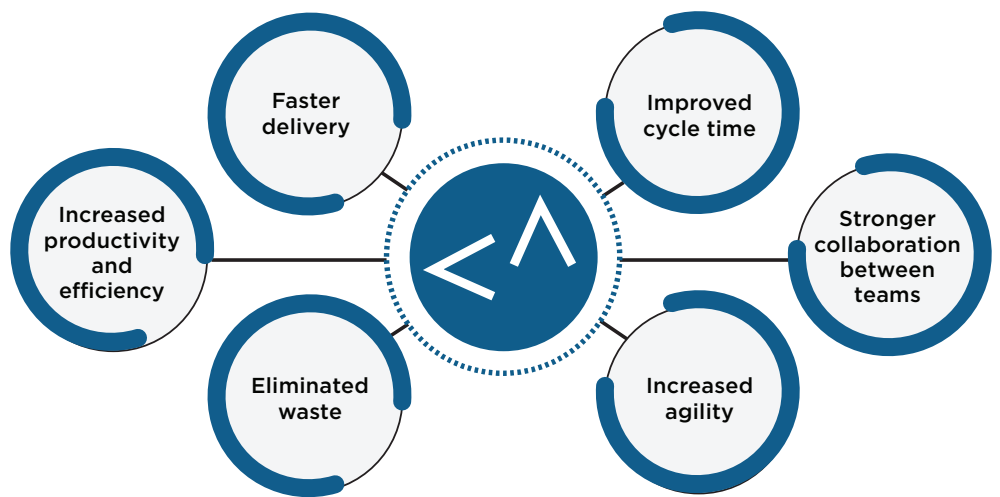 Faster
delivery
Improved
cycle time
Increased
productivity
and
efficiency
Stronger
collaboration
between
teams
Eliminated
waste
Increased
agility